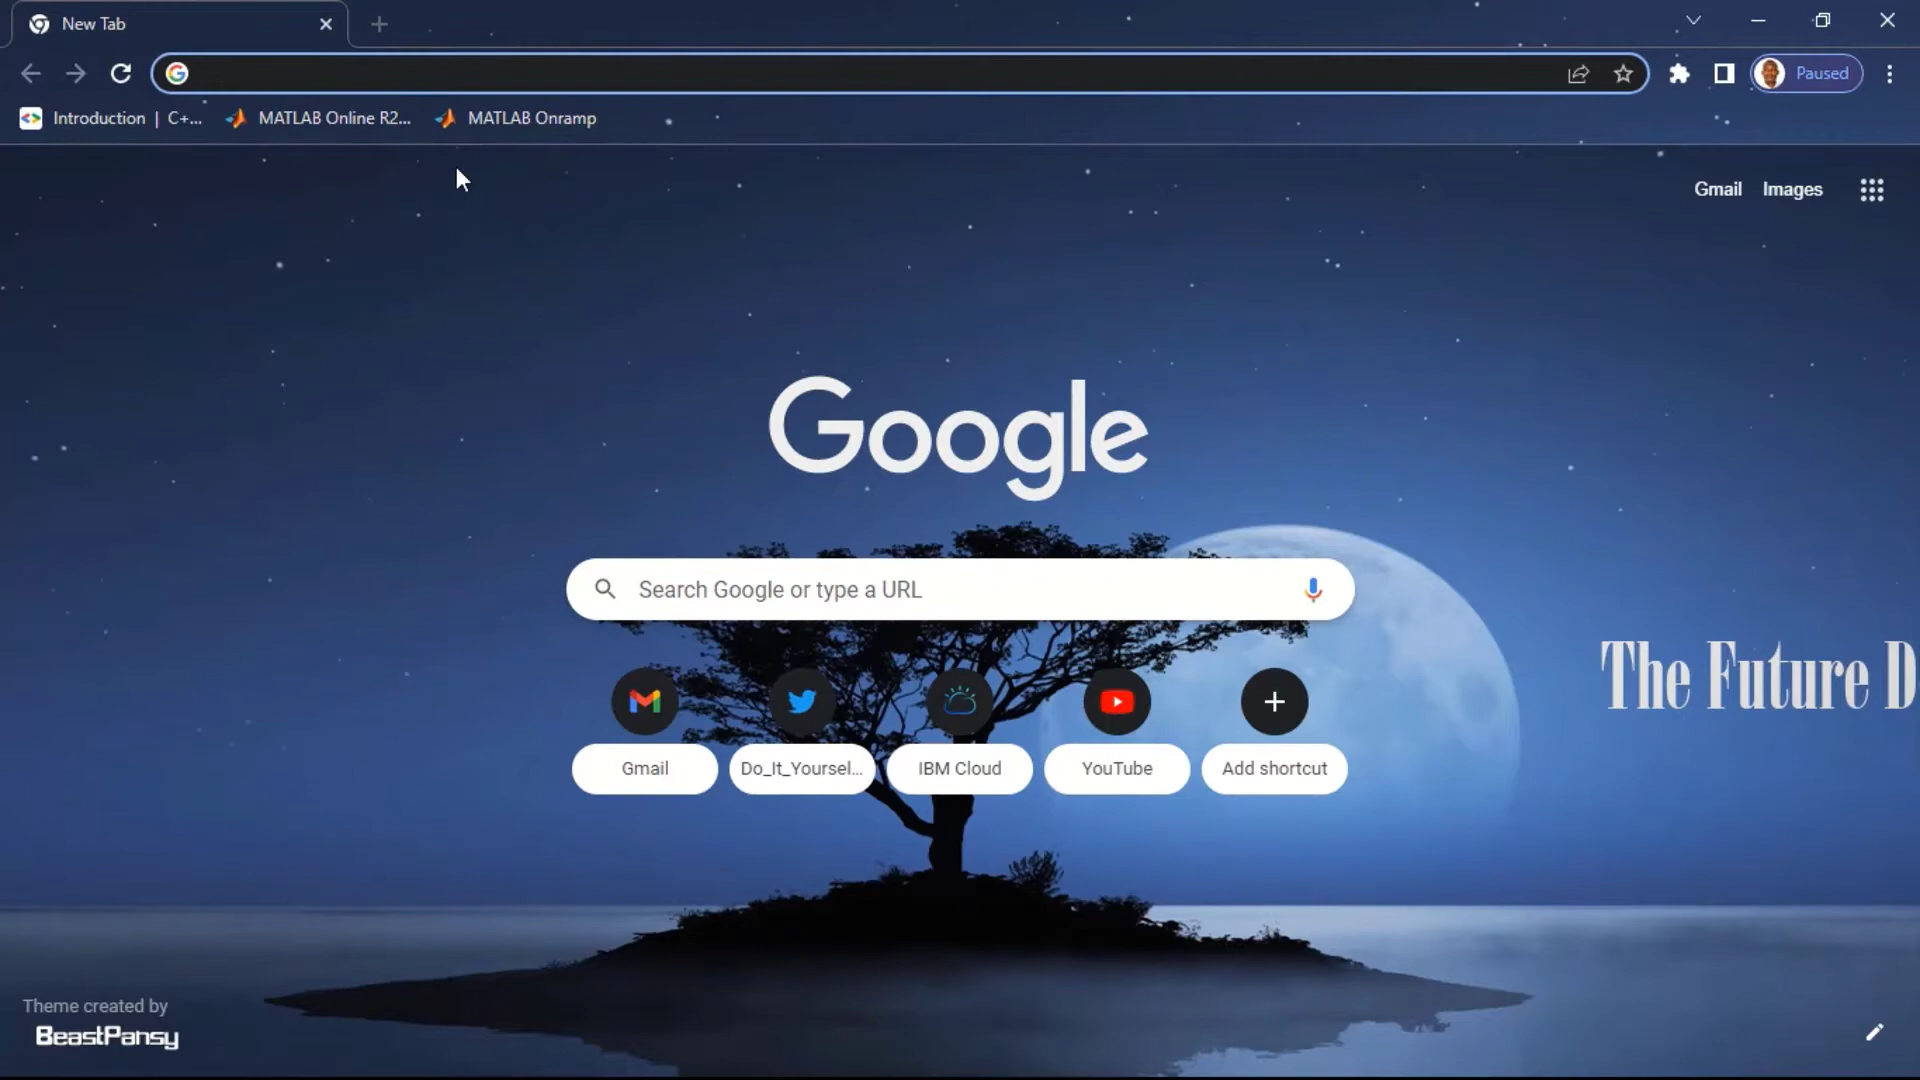 New Tab
Paused
Introduction | C+...
MATLAB Online R2...
MATLAB Onramp
Gmail
Images
Google
Search Google or type a URL
The Future D
Gmail
Do_It_Yoursel...
IBM Cloud
YouTube
Add shortcut
Theme created by
BeastPansy